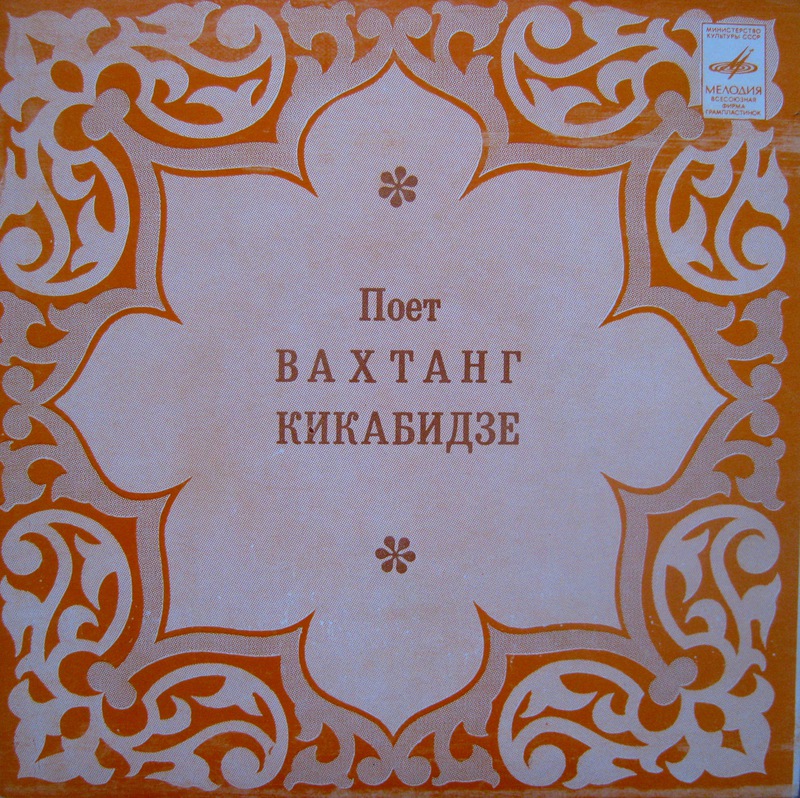 МИНИСТЕРСТВО
КУЛЬТУРЫ СССР
МЕЛОДИЯ
ВСЕСОЮЗНАЯ
ФИРМА
ГРАМПЛАСТИНОК
Поет
ВАХТАНГ
КИКАБИДЗЕ